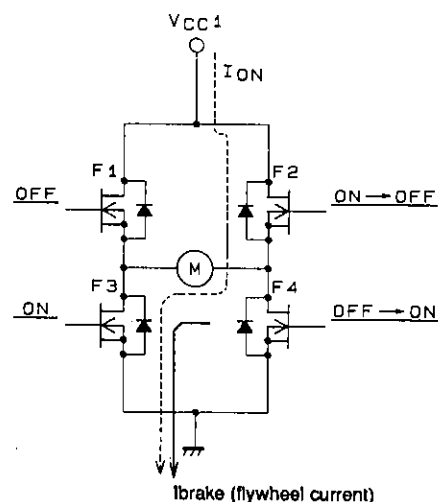 VCC1
ION
F1
F2
OFF
ON→OFF
M
F3
F4
ON
OFF→ON
Ibrake (flywheel current)